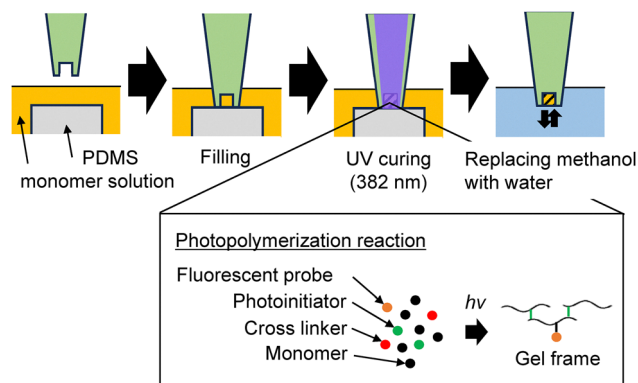 PDMS
monomer solution
Filling
UV curing
(382 nm)
Replacing methanol
with water
Photopolymerization reaction
Fluorescent probe
Photoinitiator
Cross linker
Monomer
hv
Gel frame